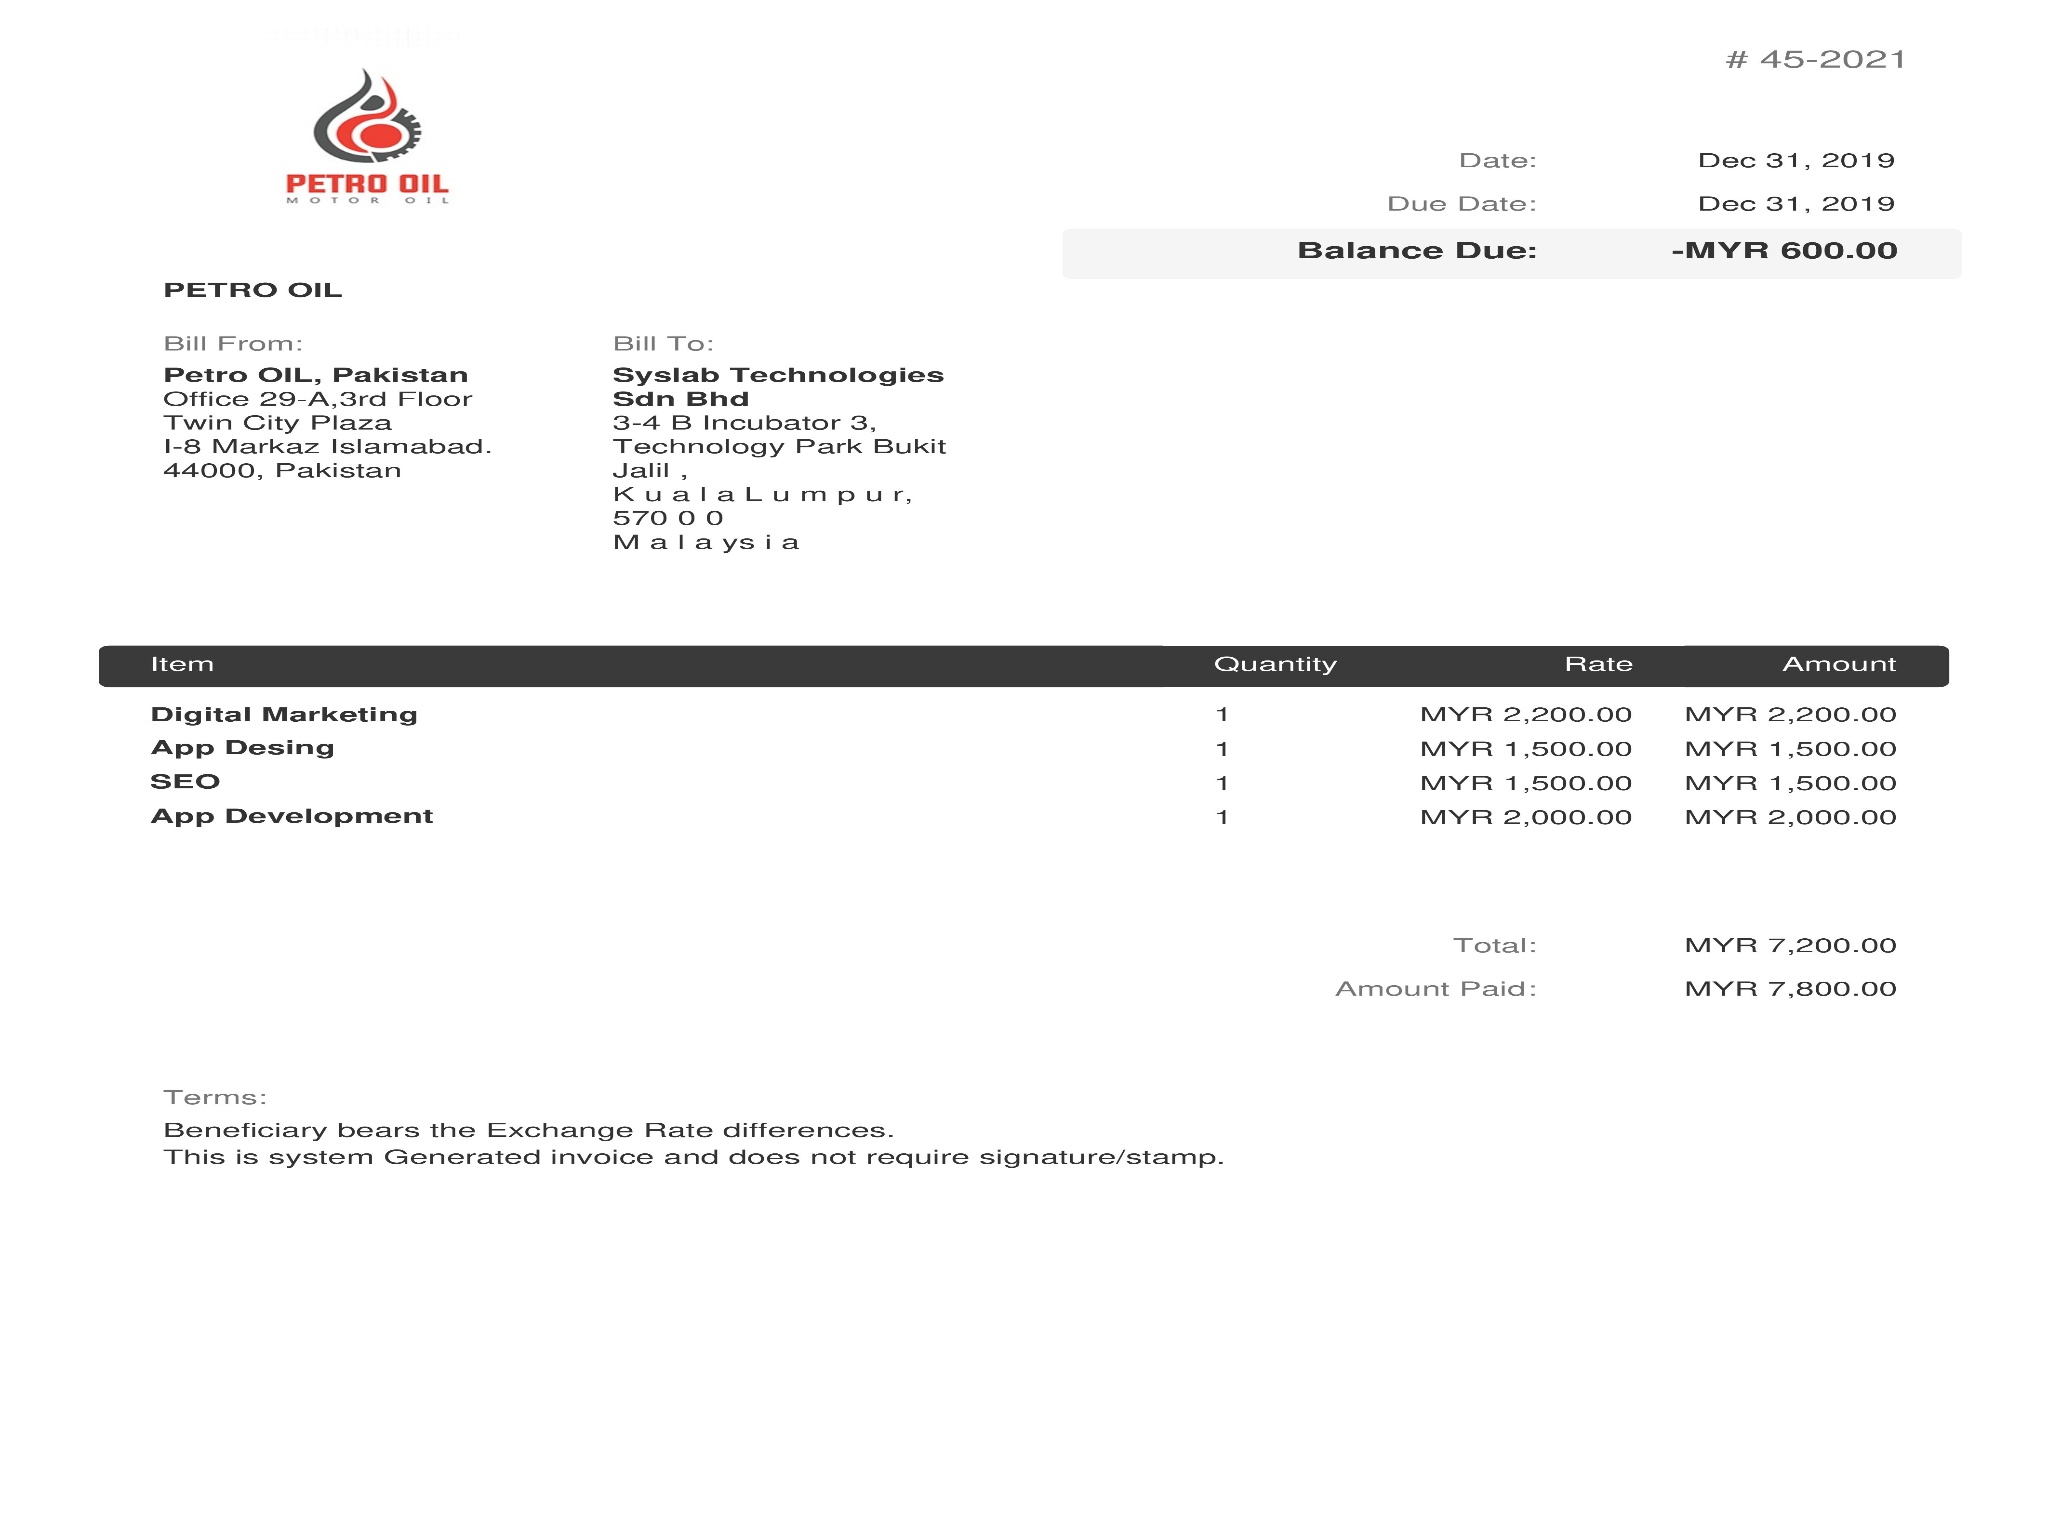 # 45-2021
PETRO OIL
MOTOR OIL
Date: Dec 31, 2019
Due Date: Dec 31, 2019
Balance Due: -MYR 600.00
PETRO OIL
Bill From:
Petro OIL, Pakistan
Office 29-A,3rd Floor
Twin City Plaza
I-8 Markaz Islamabad.
44000, Pakistan
Bill To:
Syslab Technologies
Sdn Bhd
3-4 B Incubator 3,
Technology Park Bukit
Jalil ,
K u a l a L u m p u r,
570 0 0
M a l a ys i a
Item Quantity Rate Amount
Digital Marketing 1 MYR 2,200.00 MYR 2,200.00
App Desing 1 MYR 1,500.00 MYR 1,500.00
SEO 1 MYR 1,500.00 MYR 1,500.00
App Development 1 MYR 2,000.00 MYR 2,000.00
Total: MYR 7,200.00
Amount Paid: MYR 7,800.00
Terms:
Beneficiary bears the Exchange Rate differences.
This is system Generated invoice and does not require signature/stamp.